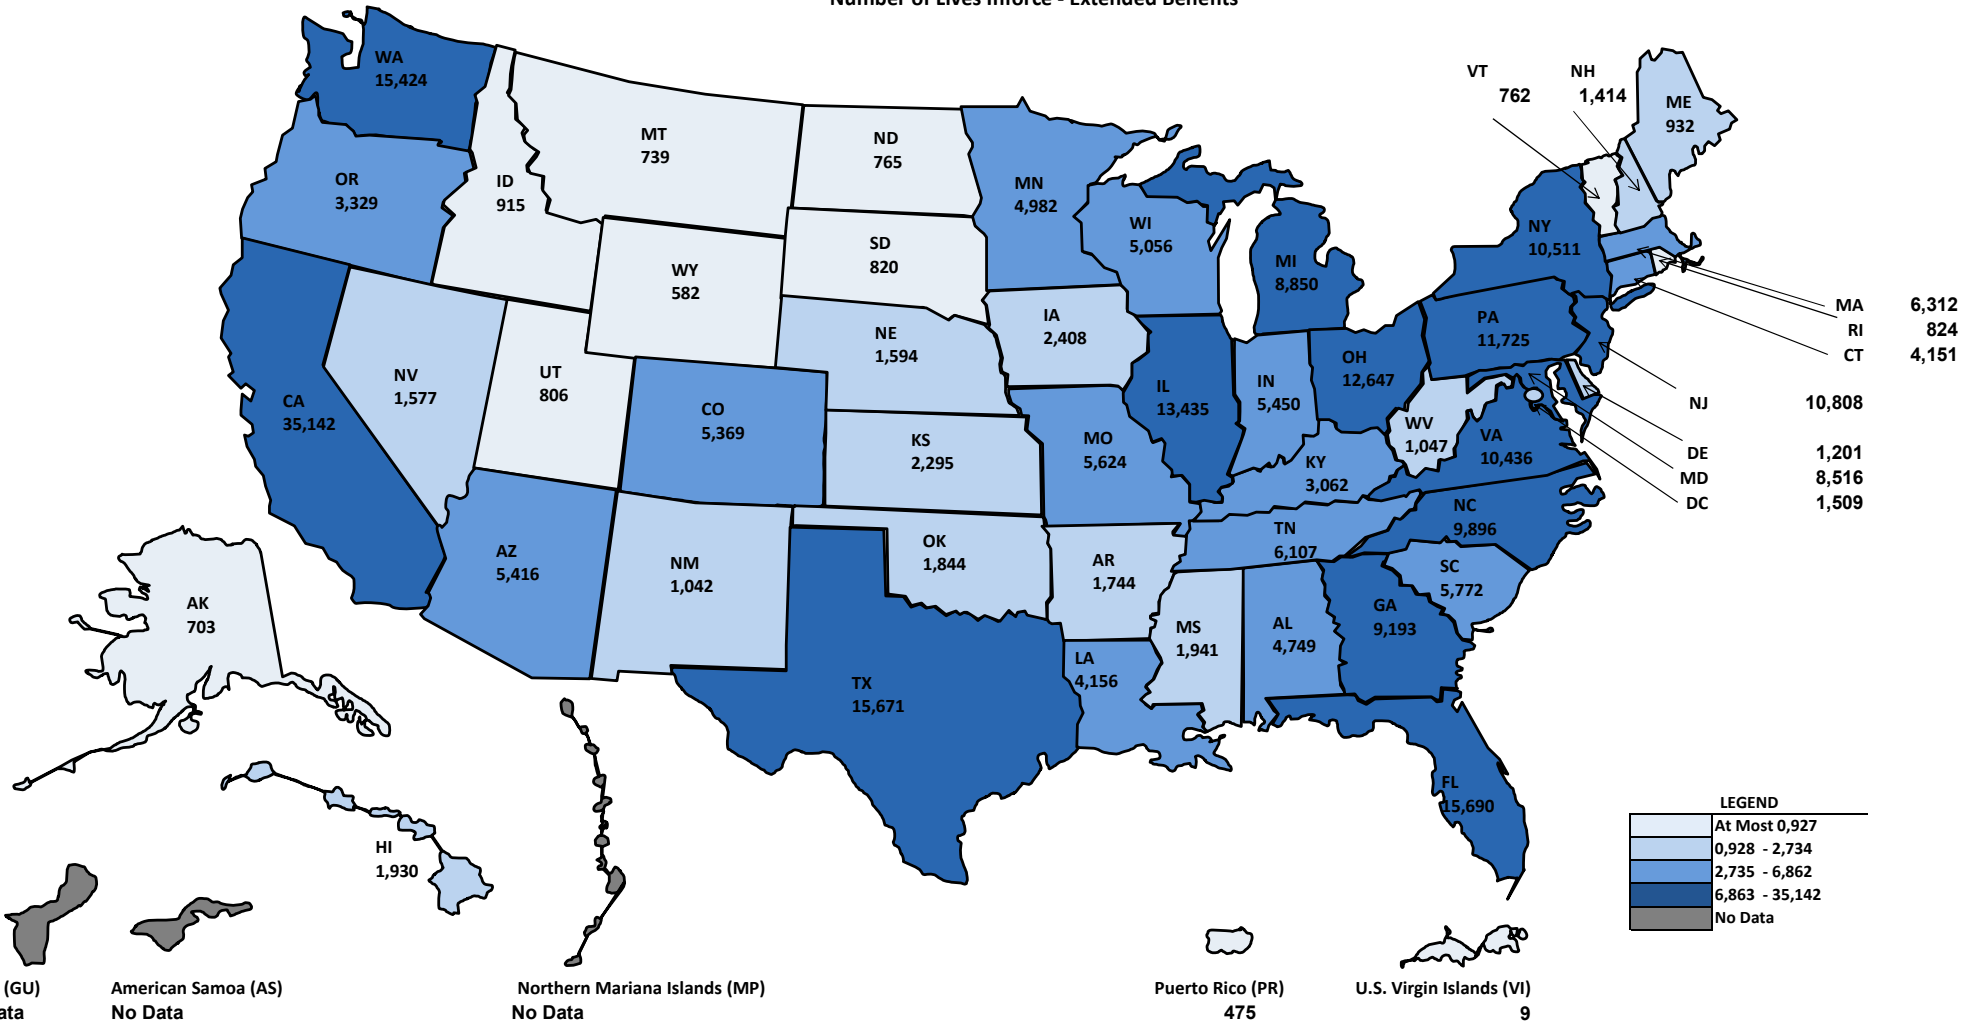 Number of Lives Inforce - Extended Benefits
WA
15,424
OR
3,329
CA
35,142
ID
915
NV
1,577
MT
739
WY
582
UT
806
AZ
5,416
CO
5,369
NM
1,042
ND
765
SD
820
NE
1,594
KS
2,295
OK
1,844
TX
15,671
MN
4,982
IA
2,408
MO
5,624
AR
1,744
LA
4,156
WI
5,056
IL
13,435
MI
8,850
IN
5,450
OH
12,647
KY
3,062
TN
6,107
MS
1,941
AL
4,749
GA
9,193
FL
15,690
SC
5,772
NC
9,896
VA
10,436
WV
1,047
PA
11,725
NY
10,511
VT
762
NH
1,414
ME
932
MA 6,312
RI 824
CT 4,151
NJ 10,808
DE 1,201
MD 8,516
DC 1,509
AK
703
HI
1,930
LEGEND
At Most 0,927
0,928 - 2,734
2,735 - 6,862
6,863 - 35,142
No Data
(GU)
American Samoa (AS)
No Data
Northern Mariana Islands (MP)
No Data
Puerto Rico (PR)
475
U.S. Virgin Islands (VI)
9